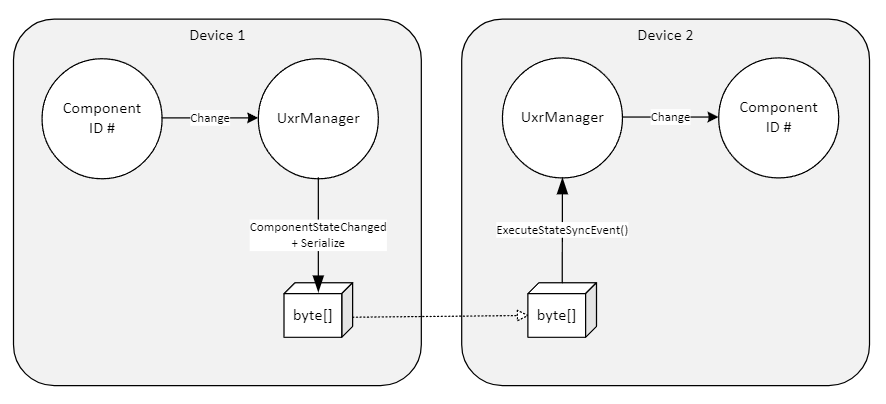 Device 1
Component
ID #
Change
UxrManager
ComponentStateChanged
+ Serialize
byte[]
Device 2
UxrManager
Change
Component
ID #
ExecuteStateSyncEvent()
byte[]